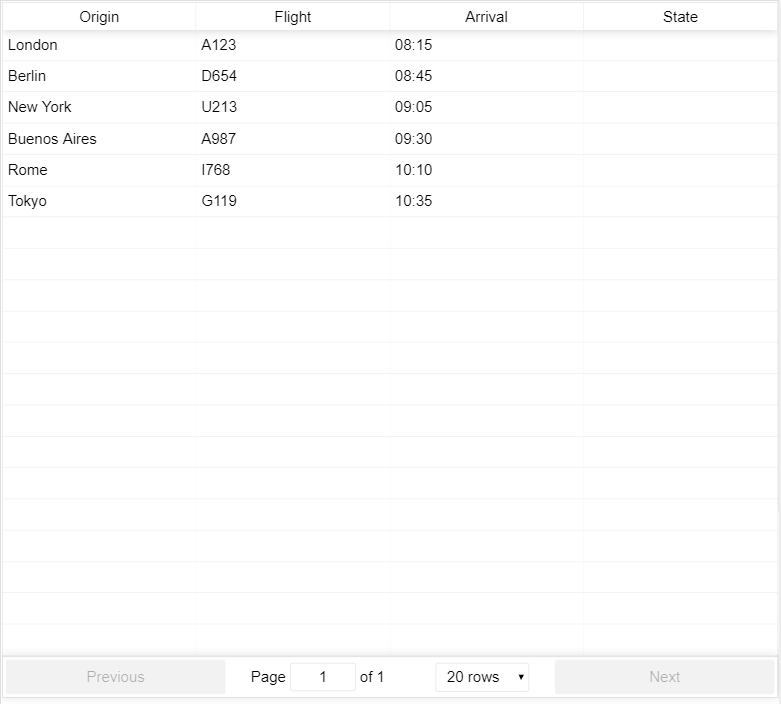 Origin Flight Arrival State
London A123 08:15
Berlin D654 08:45
New York U213 09:05
Buenos Aires A987 09:30
Rome I768 10:10
Tokyo G119 10:35
Previous Page 1 of 1 20 rows Next